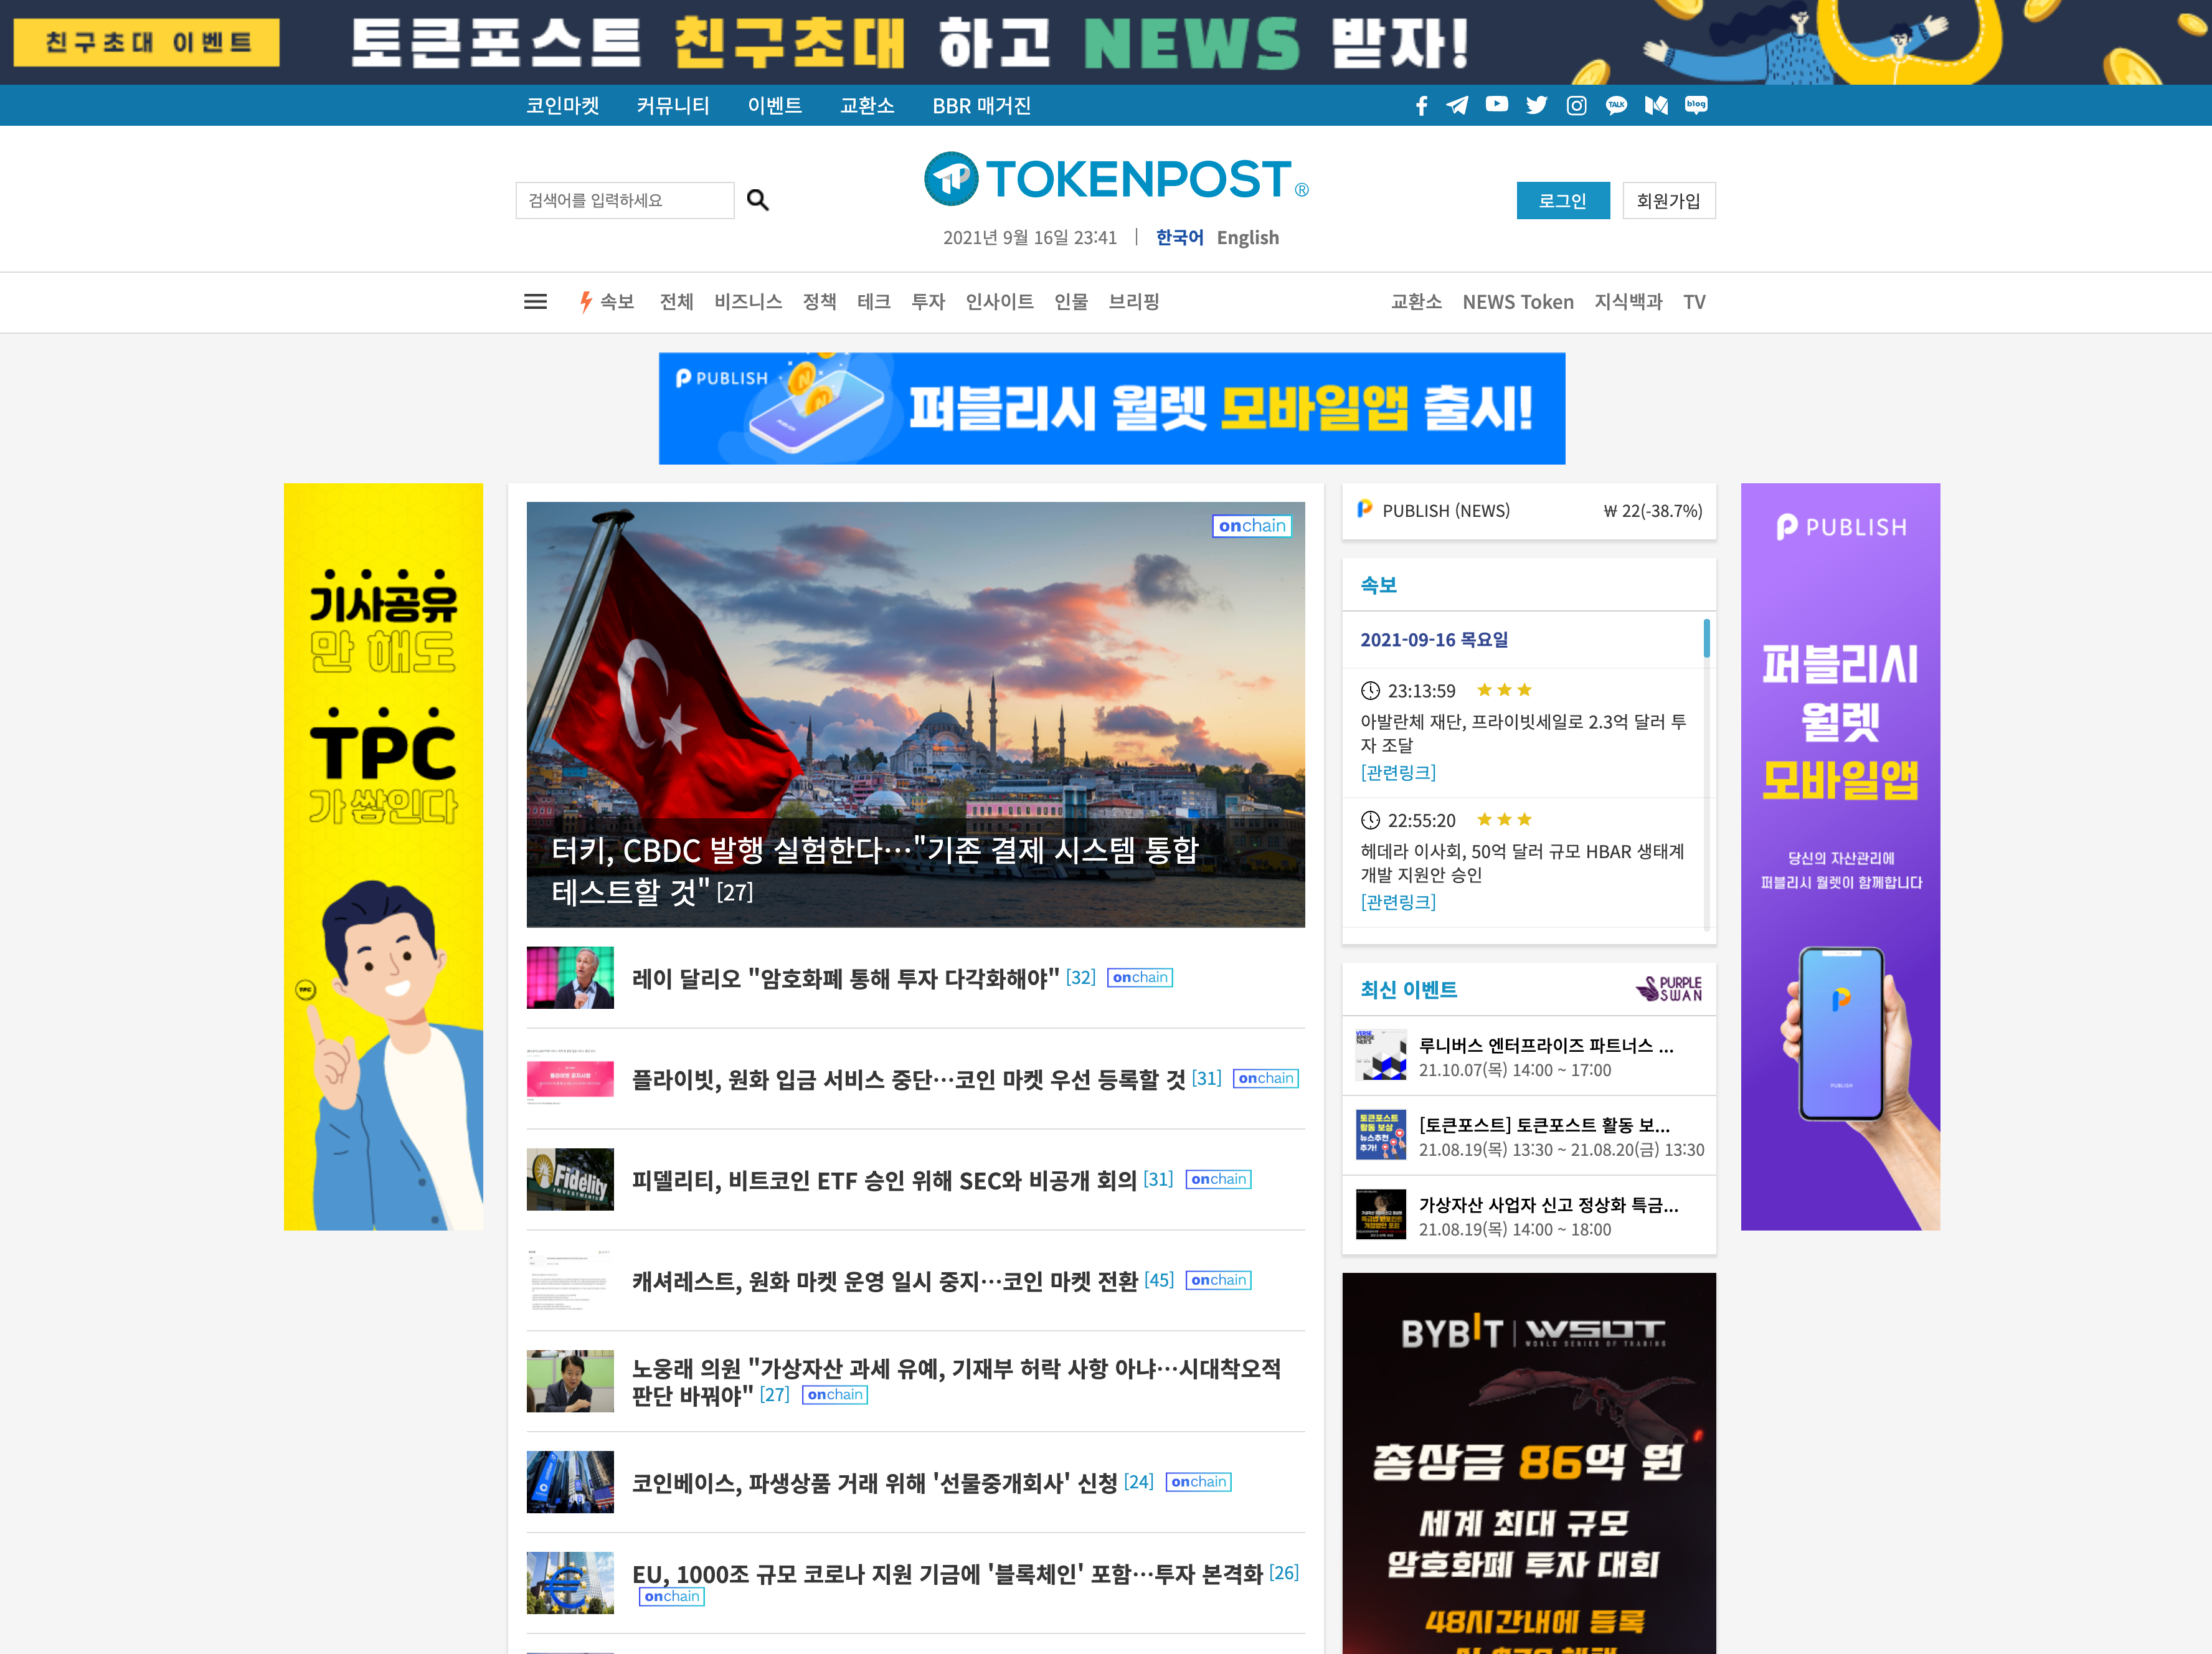 친구초대 이벤트
토큰포스트 친구초대 하고 NEWS 받자!
코인마켓 커뮤니티 이벤트 교환소 BBR 매거진
TALK
blog
검색어를 입력하세요
TOKENPOST®
로그인 회원가입
2021년 9월 16일 23:41 | 한국어 English
속보 전체 비즈니스 정책 테크 투자 인사이트 인물 브리핑
교환소 NEWS Token 지식백과 TV
PUBLISH
퍼블리시 월렛 모바일앱 출시!
기사공유
만 해도
TPC
가 쌓인다
TPC
onchain
터키, CBDC 발행 실험한다…"기존 결제 시스템 통합
테스트할 것" [27]
레이 달리오 "암호화폐 통해 투자 다각화해야" [32] onchain
플라이빗, 원화 입금 서비스 중단…코인 마켓 우선 등록할 것 [31] onchain
Fidelity
INVESTMENTS
피델리티, 비트코인 ETF 승인 위해 SEC와 비공개 회의 [31] onchain
캐셔레스트, 원화 마켓 운영 일시 중지…코인 마켓 전환 [45] onchain
노웅래 의원 "가상자산 과세 유예, 기재부 허락 사항 아냐…시대착오적
판단 바꿔야" [27] onchain
코인베이스, 파생상품 거래 위해 '선물중개회사' 신청 [24] onchain
EU, 1000조 규모 코로나 지원 기금에 '블록체인' 포함…투자 본격화 [26]
onchain
PUBLISH (NEWS) ₩ 22(-38.7%)
속보
2021-09-16 목요일
23:13:59
아발란체 재단, 프라이빗세일로 2.3억 달러 투
자 조달
[관련링크]
22:55:20
헤데라 이사회, 50억 달러 규모 HBAR 생태계
개발 지원안 승인
[관련링크]
최신 이벤트
PURPLE
SWAN
루니버스 엔터프라이즈 파트너스 ...
21.10.07(목) 14:00 ~ 17:00
토큰포스트
활동 보상
뉴스추천
추가!
[토큰포스트] 토큰포스트 활동 보...
21.08.19(목) 13:30 ~ 21.08.20(금) 13:30
가상자산 사업자 신고 정상화 특금...
21.08.19(목) 14:00 ~ 18:00
BYBIT | WSOT
WORLD SERIES OF TRADING
총상금 86억 원
세계 최대 규모
암호화폐 투자 대회
48시간내에 등록
PUBLISH
퍼블리시
월렛
모바일앱
당신의 자산관리에
퍼블리시 월렛이 함께합니다
PUBLISH